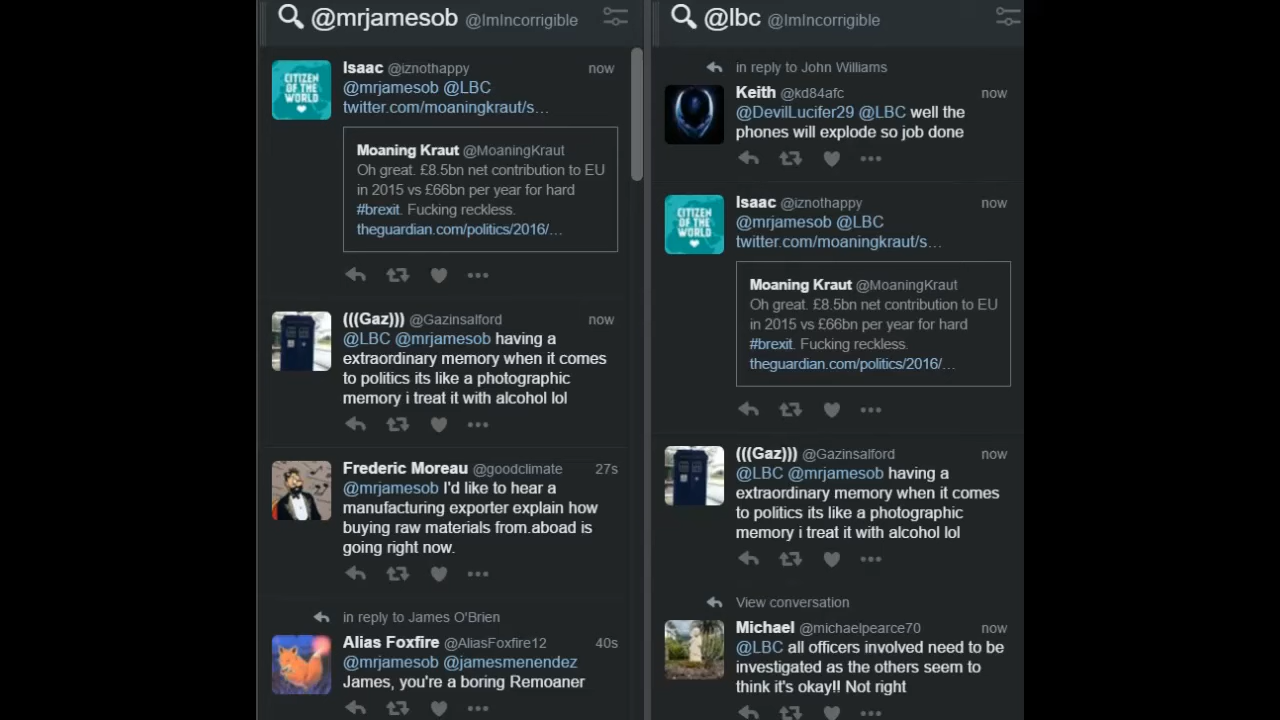 @mrjamesob @ImIncorrigible
Isaac @iznothappy now
@mrjamesob @LBC
twitter.com/moaningkraut/s…
CITIZEN
OF THE
WORLD
Moaning Kraut @MoaningKraut
Oh great. £8.5bn net contribution to EU
in 2015 vs £66bn per year for hard
#brexit. Fucking reckless.
theguardian.com/politics/2016/…
(((Gaz))) @Gazinsalford now
@LBC @mrjamesob having a
extraordinary memory when it comes
to politics its like a photographic
memory i treat it with alcohol lol
Frederic Moreau @goodclimate 27s
@mrjamesob I'd like to hear a
manufacturing exporter explain how
buying raw materials from.aboad is
going right now.
in reply to James O'Brien
Alias Foxfire @AliasFoxfire12 40s
@mrjamesob @jamesmenendez
James, you're a boring Remoaner
@lbc @ImIncorrigible
in reply to John Williams
Keith @kd84afc now
@DevilLucifer29 @LBC well the
phones will explode so job done
Isaac @iznothappy now
@mrjamesob @LBC
twitter.com/moaningkraut/s…
CITIZEN
OF THE
WORLD
Moaning Kraut @MoaningKraut
Oh great. £8.5bn net contribution to EU
in 2015 vs £66bn per year for hard
#brexit. Fucking reckless.
theguardian.com/politics/2016/…
(((Gaz))) @Gazinsalford now
@LBC @mrjamesob having a
extraordinary memory when it comes
to politics its like a photographic
memory i treat it with alcohol lol
View conversation
Michael @michaelpearce70 now
@LBC all officers involved need to be
investigated as the others seem to
think it's okay!! Not right